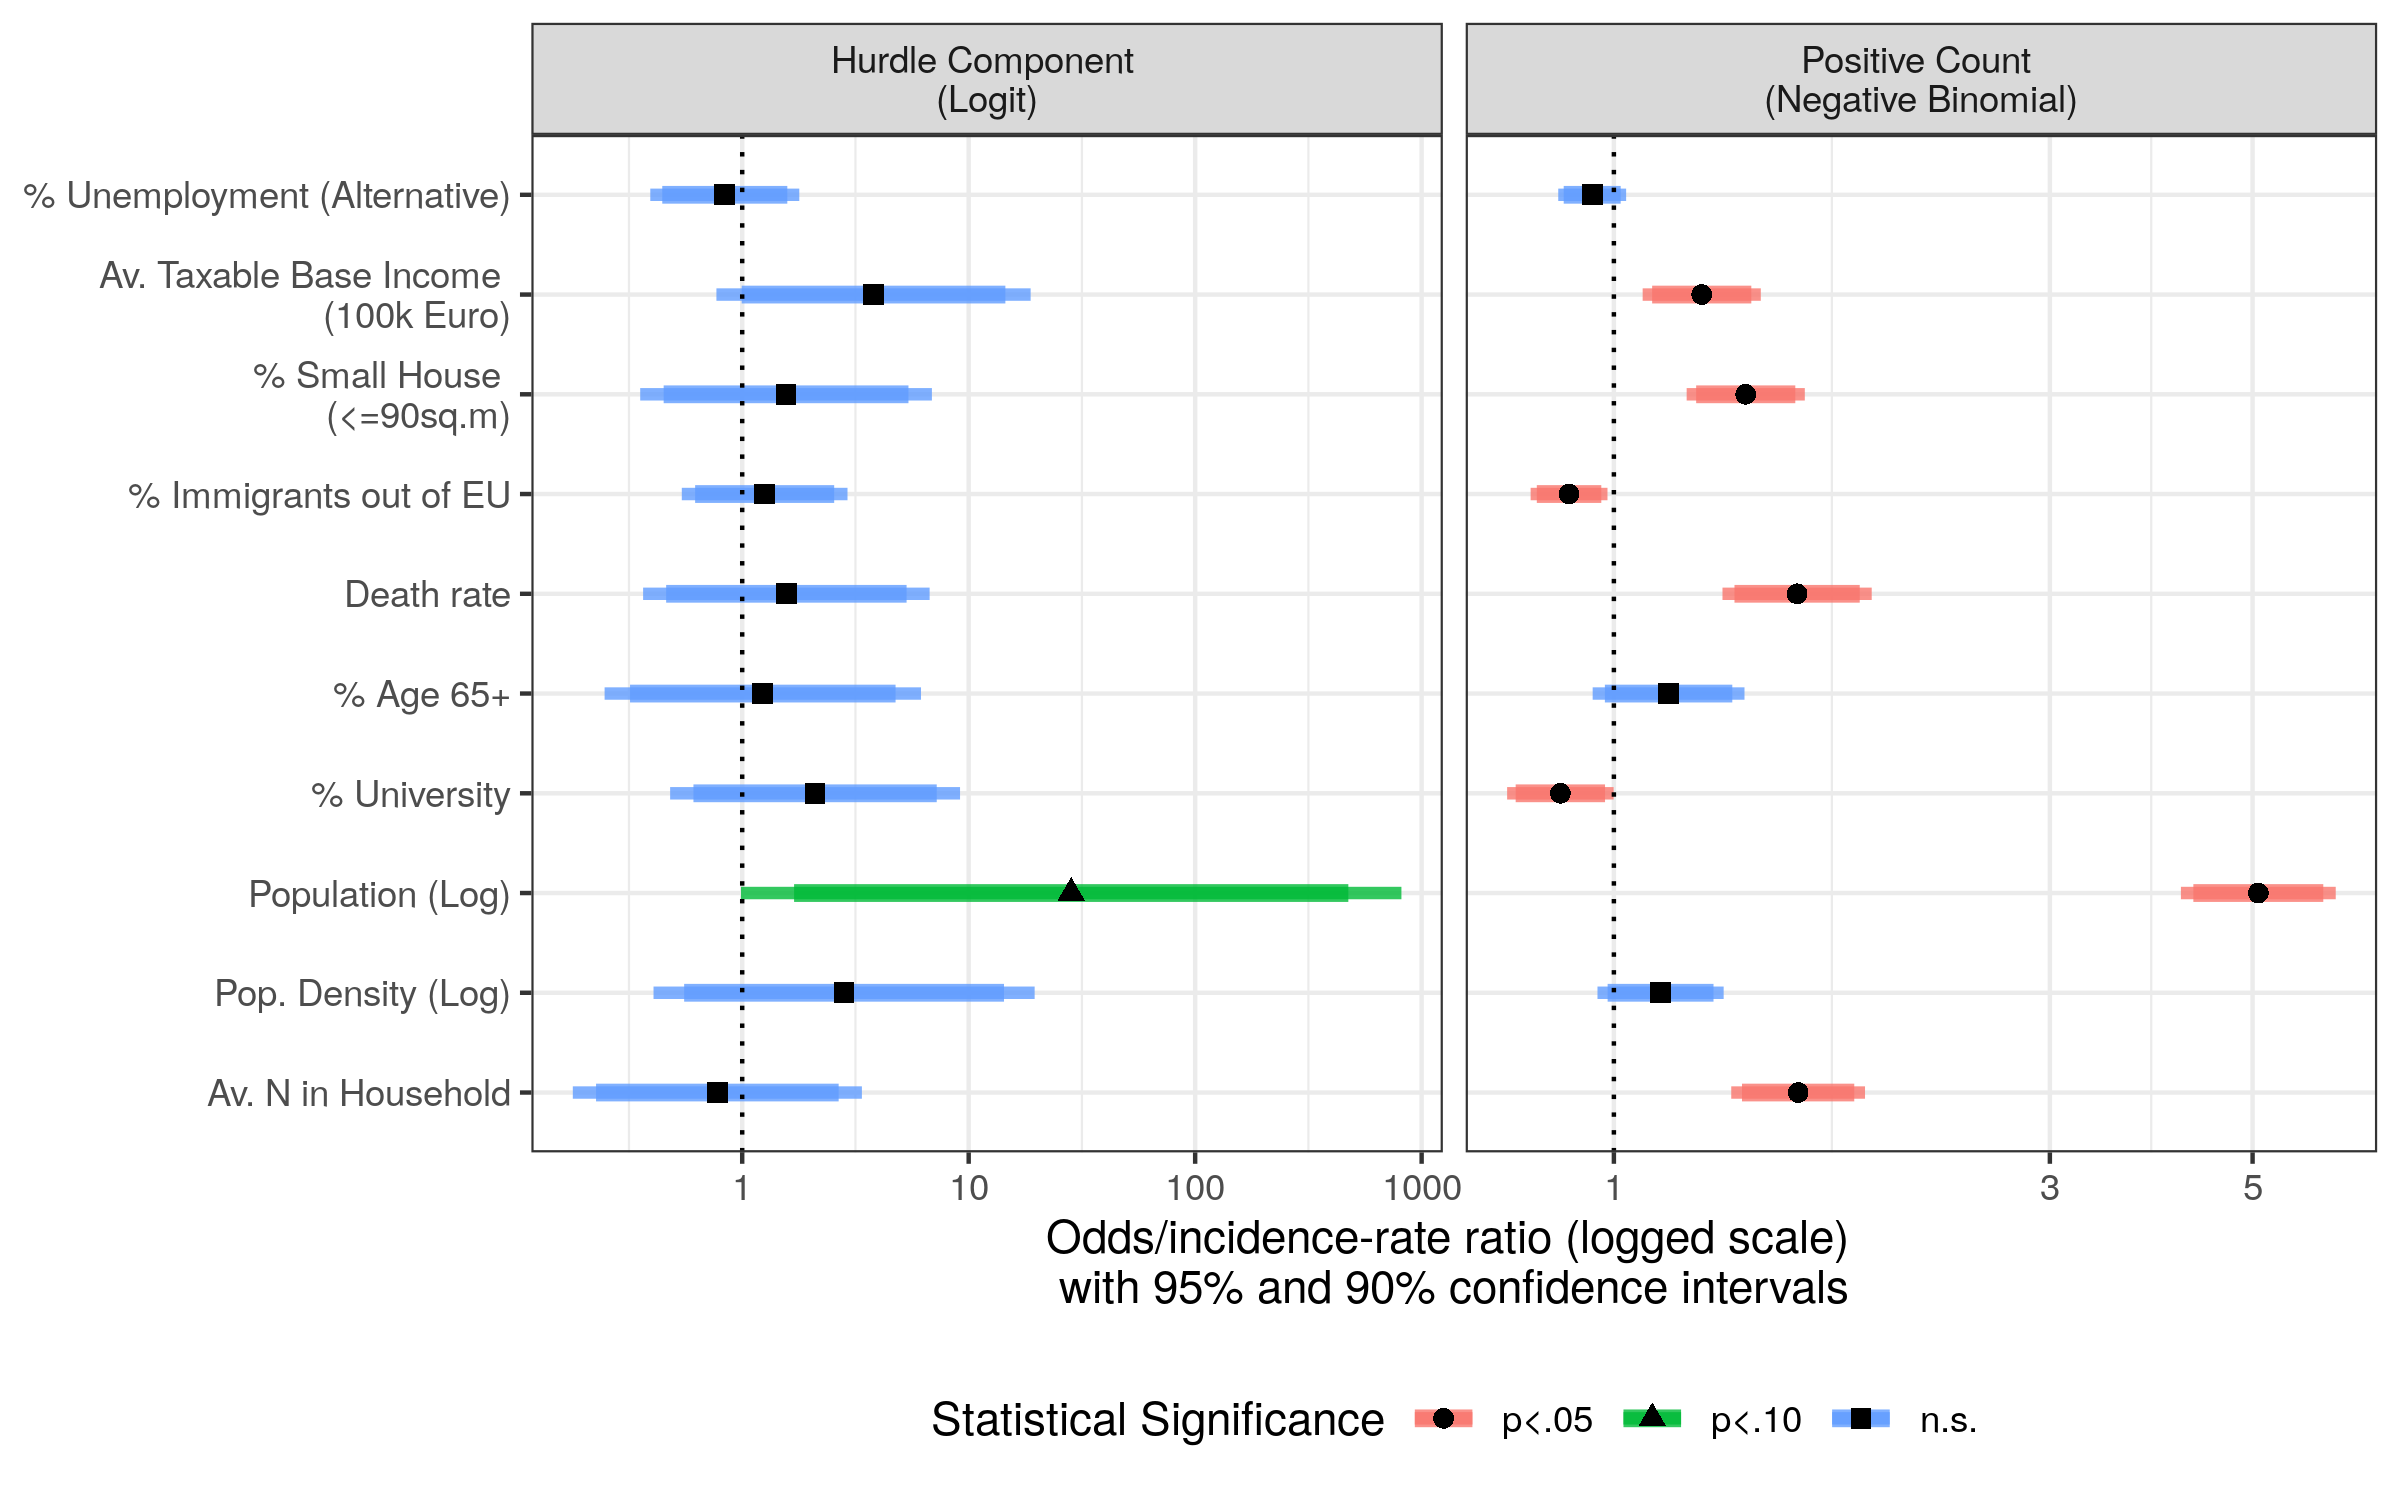 Hurdle Component
(Logit)
Positive Count
(Negative Binomial)
% Unemployment (Alternative)
Av. Taxable Base Income
(100k Euro)
% Small House
(<=90sq.m)
% Immigrants out of EU
Death rate
% Age 65+
% University
Population (Log)
Pop. Density (Log)
Av. N in Household
1 10 100 1000
1 3 5
Odds/incidence-rate ratio (logged scale)
with 95% and 90% confidence intervals
Statistical Significance p<.05 p<.10 n.s.